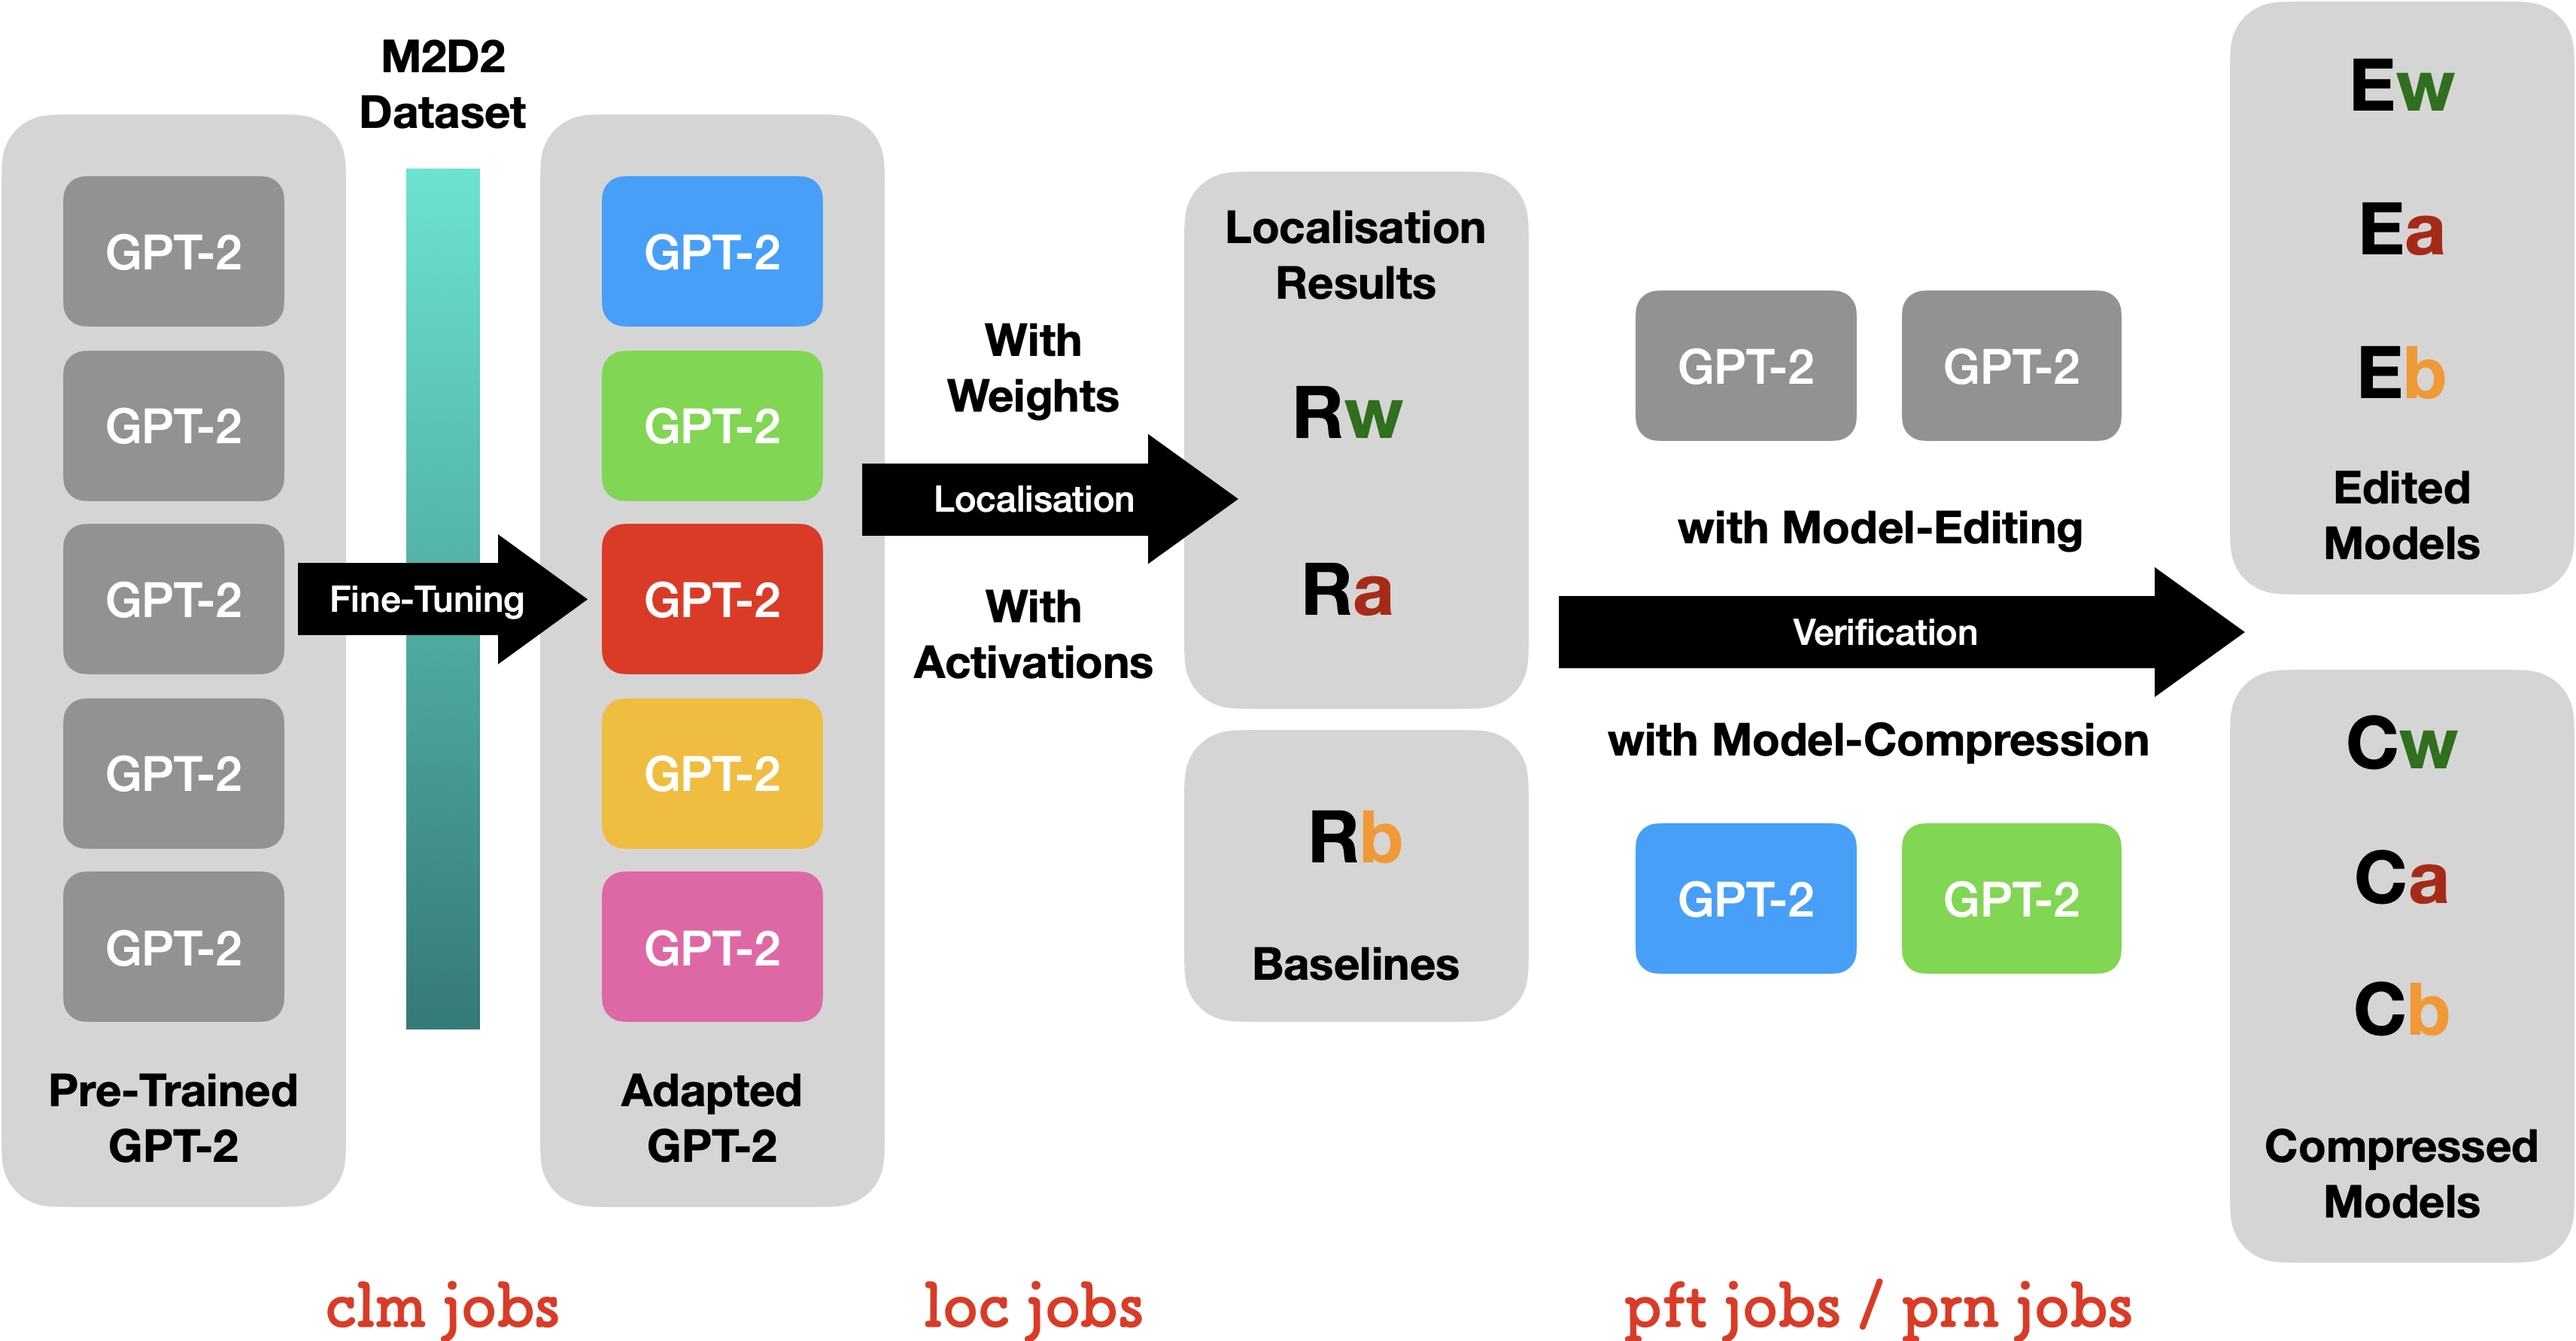 GPT-2
GPT-2
GPT-2
GPT-2
GPT-2
Pre-Trained
GPT-2
M2D2
Dataset
Fine-Tuning
GPT-2
GPT-2
GPT-2
GPT-2
GPT-2
Adapted
GPT-2
With
Weights
Localisation
With
Activations
Localisation
Results
Rw
Ra
Rb
Baselines
GPT-2 GPT-2
with Model-Editing
Verification
with Model-Compression
GPT-2 GPT-2
Ew
Ea
Eb
Edited
Models
Cw
Ca
Cb
Compressed
Models
clm jobs
loc jobs
pft jobs / prn jobs